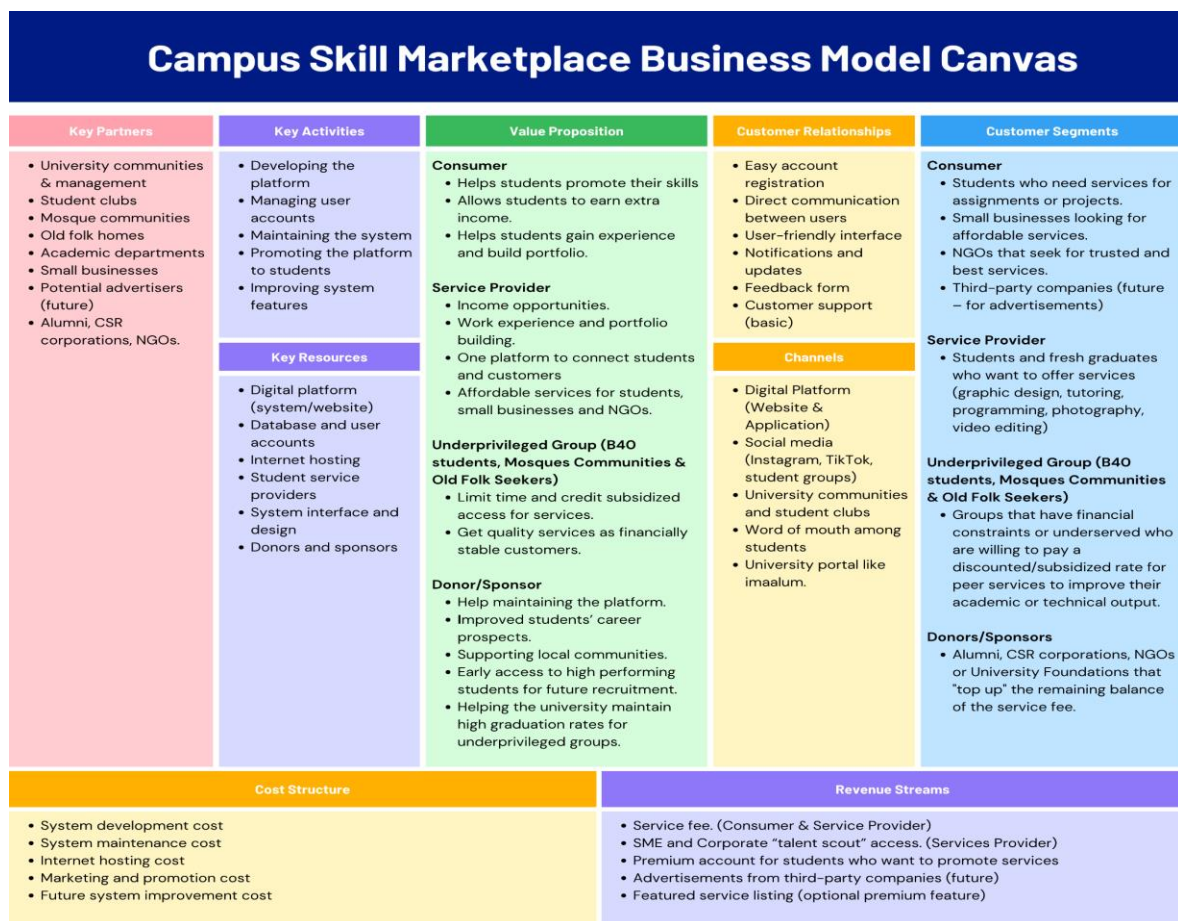 Campus Skill Marketplace Business Model Canvas
Key Partners
• University communities
& management
• Student clubs
• Mosque communities
• Old folk homes
• Academic departments
• Small businesses
• Potential advertisers
(future)
• Alumni, CSR
corporations, NGOs.
Key Activities
• Developing the
platform
• Managing user
accounts
• Maintaining the system
• Promoting the platform
to students
• Improving system
features
Key Resources
• Digital platform
(system/website)
• Database and user
accounts
• Internet hosting
• Student service
providers
• System interface and
design
• Donors and sponsors
Value Proposition
Consumer
• Helps students promote their skills
• Allows students to earn extra
income.
• Helps students gain experience
and build portfolio.
Service Provider
• Income opportunities.
• Work experience and portfolio
building.
• One platform to connect students
and customers
• Affordable services for students,
small businesses and NGOs.
Underprivileged Group (B40
students, Mosques Communities &
Old Folk Seekers)
• Limit time and credit subsidized
access for services.
• Get quality services as financially
stable customers.
Donor/Sponsor
• Help maintaining the platform.
• Improved students' career
prospects.
• Supporting local communities.
• Early access to high performing
students for future recruitment.
• Helping the university maintain
high graduation rates for
underprivileged groups.
Customer Relationships
• Easy account
registration
• Direct communication
between users
• User-friendly interface
• Notifications and
updates
• Feedback form
• Customer support
(basic)
Channels
• Digital Platform
(Website &
Application)
• Social media
(Instagram, TikTok,
student groups)
• University communities
and student clubs
• Word of mouth among
students
• University portal like
imaalum.
Customer Segments
Consumer
• Students who need services for
assignments or projects.
• Small businesses looking for
affordable services.
• NGOs that seek for trusted and
best services.
• Third-party companies (future
– for advertisements)
Service Provider
• Students and fresh graduates
who want to offer services
(graphic design, tutoring,
programming, photography,
video editing)
Underprivileged Group (B40
students, Mosques Communities
& Old Folk Seekers)
• Groups that have financial
constraints or underserved who
are willing to pay a
discounted/subsidized rate for
peer services to improve their
academic or technical output.
Donors/Sponsors
• Alumni, CSR corporations, NGOs
or University Foundations that
"top up" the remaining balance
of the service fee.
Cost Structure
• System development cost
• System maintenance cost
• Internet hosting cost
• Marketing and promotion cost
• Future system improvement cost
Revenue Streams
• Service fee. (Consumer & Service Provider)
• SME and Corporate “talent scout” access. (Services Provider)
• Premium account for students who want to promote services
• Advertisements from third-party companies (future)
• Featured service listing (optional premium feature)